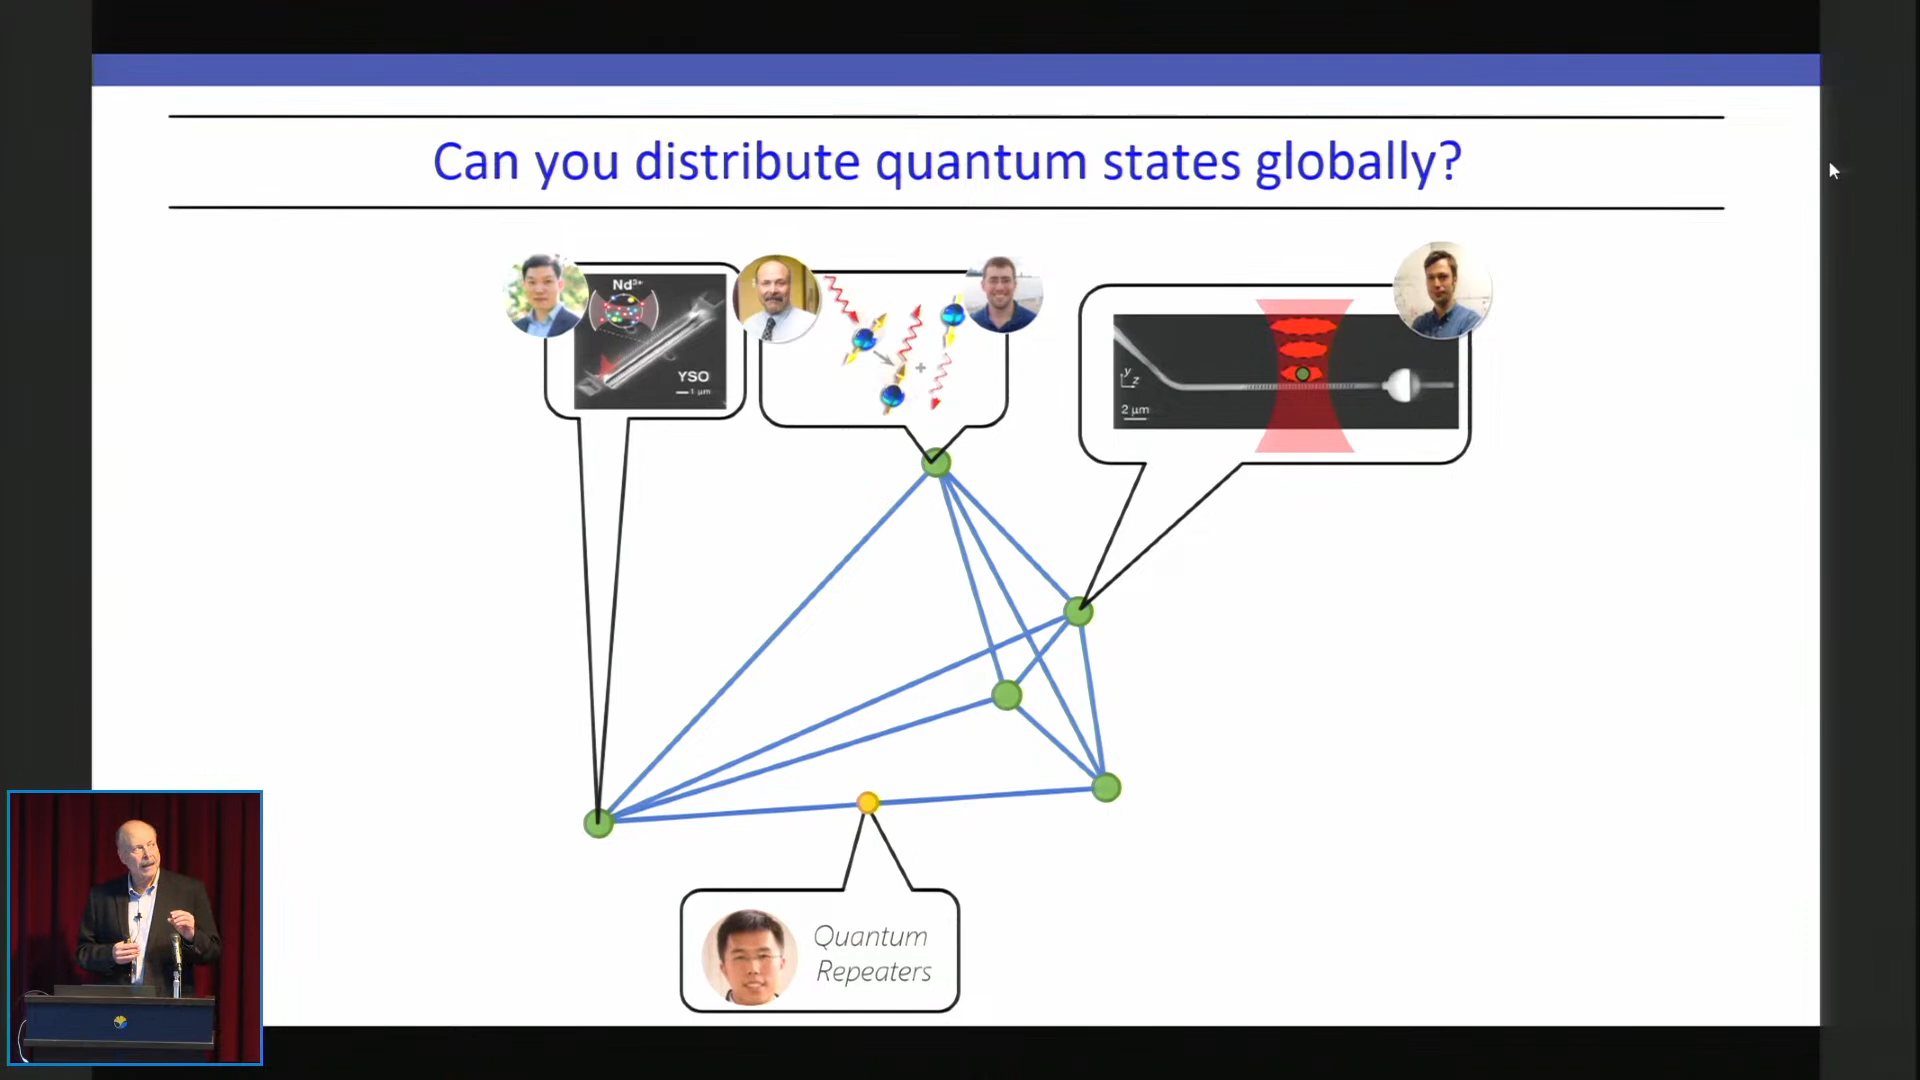 Can you distribute quantum states globally?
Nd³⁺
YSO
1 µm
y
z
2 µm
+
Quantum
Repeaters